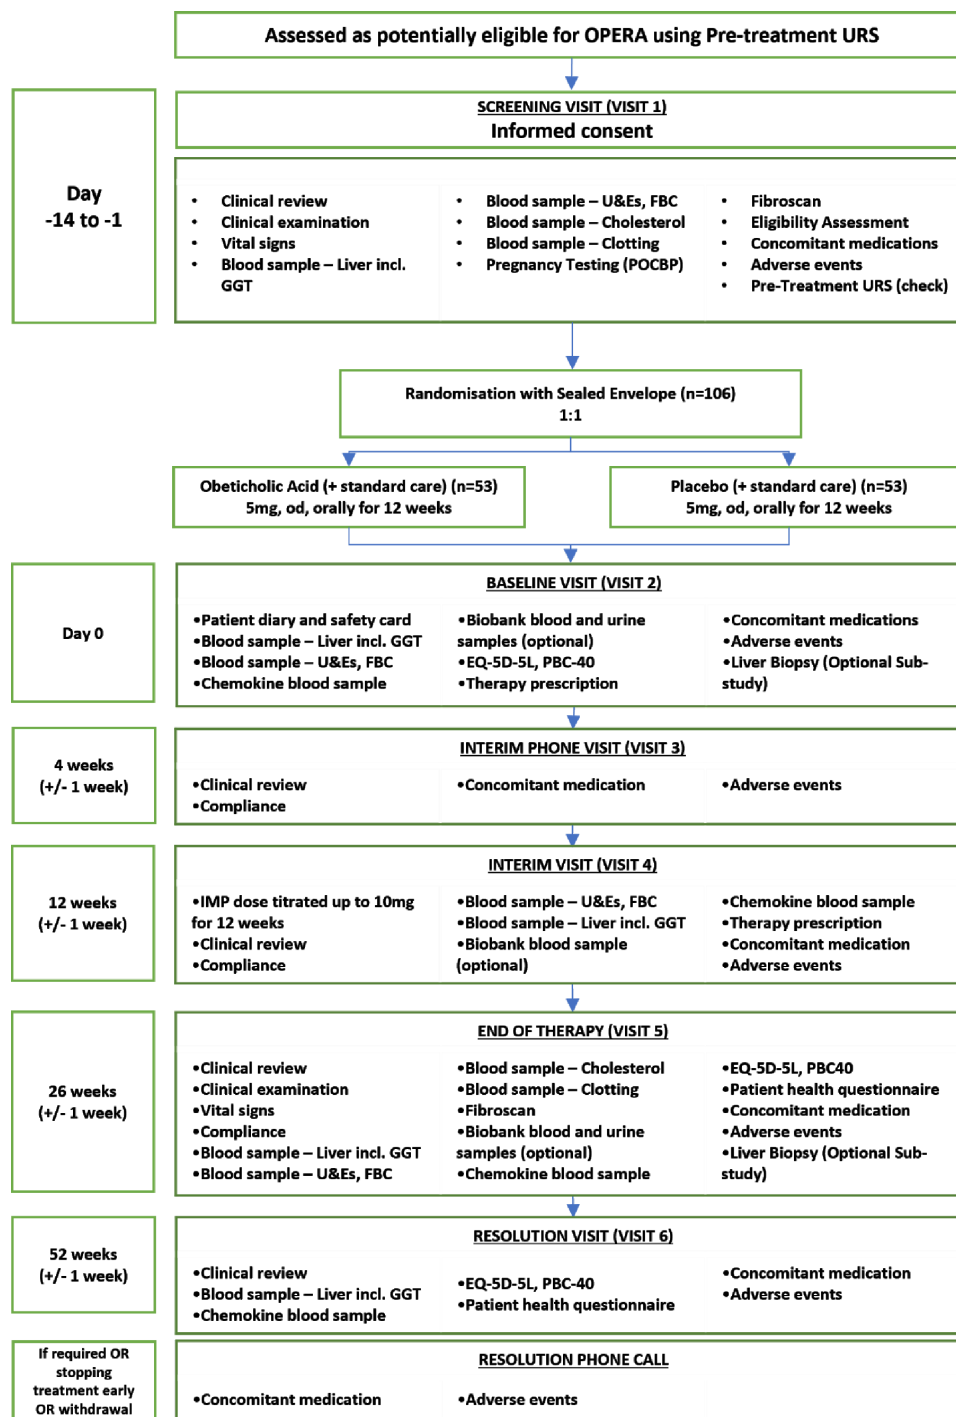 Assessed as potentially eligible for OPERA using Pre-treatment URS
Day
-14 to -1
SCREENING VISIT (VISIT 1)
Informed consent
• Clinical review
• Clinical examination
• Vital signs
• Blood sample – Liver incl.
GGT
• Blood sample – U&Es, FBC
• Blood sample – Cholesterol
• Blood sample – Clotting
• Pregnancy Testing (POCBP)
• Fibroscan
• Eligibility Assessment
• Concomitant medications
• Adverse events
• Pre-Treatment URS (check)
Randomisation with Sealed Envelope (n=106)
1:1
Obeticholic Acid (+ standard care) (n=53)
5mg, od, orally for 12 weeks
Placebo (+ standard care) (n=53)
5mg, od, orally for 12 weeks
Day 0
BASELINE VISIT (VISIT 2)
•Patient diary and safety card
•Blood sample – Liver incl. GGT
•Blood sample – U&Es, FBC
•Chemokine blood sample
•Biobank blood and urine
samples (optional)
•EQ-5D-5L, PBC-40
•Therapy prescription
•Concomitant medications
•Adverse events
•Liver Biopsy (Optional Sub-
study)
4 weeks
(+/- 1 week)
INTERIM PHONE VISIT (VISIT 3)
•Clinical review
•Compliance
•Concomitant medication
•Adverse events
12 weeks
(+/- 1 week)
INTERIM VISIT (VISIT 4)
•IMP dose titrated up to 10mg
for 12 weeks
•Clinical review
•Compliance
•Blood sample – U&Es, FBC
•Blood sample – Liver incl. GGT
•Biobank blood sample
(optional)
•Chemokine blood sample
•Therapy prescription
•Concomitant medication
•Adverse events
26 weeks
(+/- 1 week)
END OF THERAPY (VISIT 5)
•Clinical review
•Clinical examination
•Vital signs
•Compliance
•Blood sample – Liver incl. GGT
•Blood sample – U&Es, FBC
•Blood sample – Cholesterol
•Blood sample – Clotting
•Fibroscan
•Biobank blood and urine
samples (optional)
•Chemokine blood sample
•EQ-5D-5L, PBC40
•Patient health questionnaire
•Concomitant medication
•Adverse events
•Liver Biopsy (Optional Sub-
study)
52 weeks
(+/- 1 week)
RESOLUTION VISIT (VISIT 6)
•Clinical review
•Blood sample – Liver incl. GGT
•Chemokine blood sample
•EQ-5D-5L, PBC-40
•Patient health questionnaire
•Concomitant medication
•Adverse events
If required OR
stopping
treatment early
OR withdrawal
RESOLUTION PHONE CALL
•Concomitant medication
•Adverse events